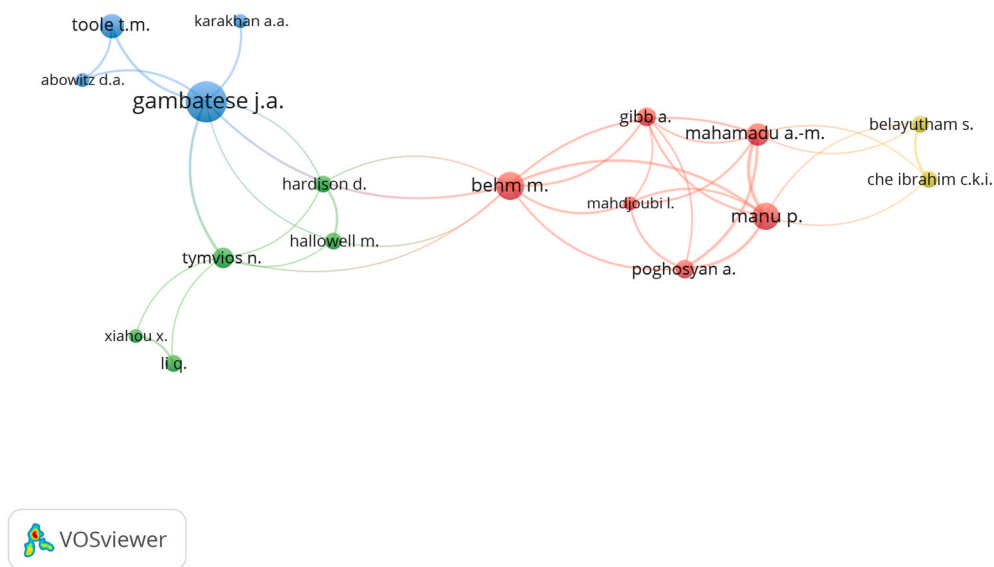 toole t.m.
karakhan a.a.
abowitz d.a.
gambatese j.a.
gibb a.
mahamadu a.-m.
belayutham s.
hardison d.
behm m.
che ibrahim c.k.i.
mahdjoubi l.
manu p.
hallowell m.
tymvios n.
poghosyan a.
xiahou x.
li q.
VOSviewer